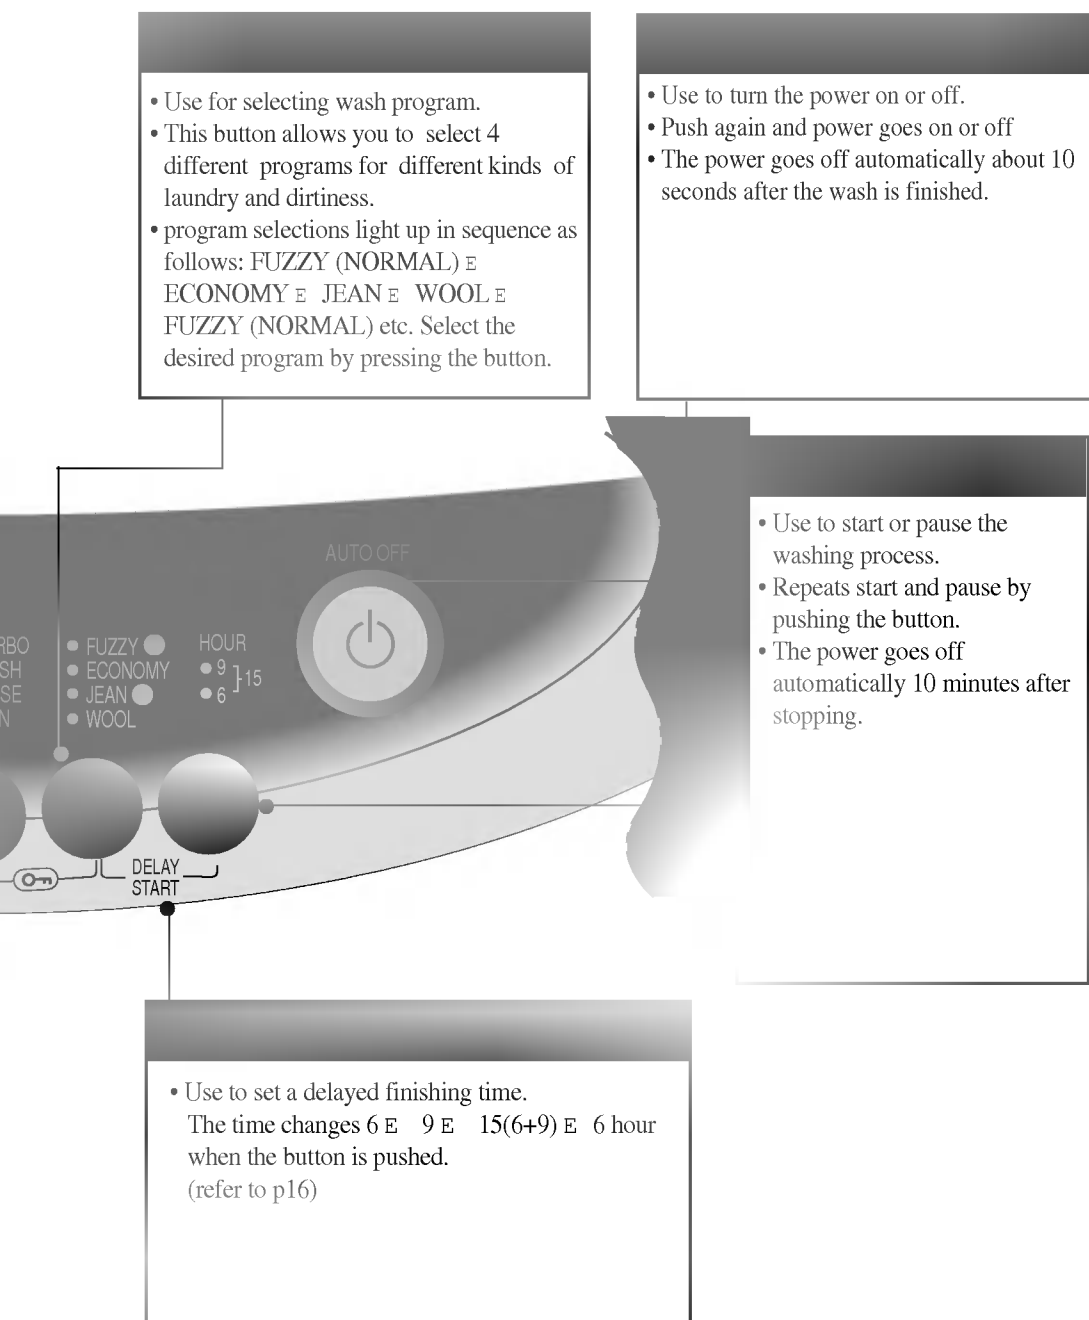 • Use for selecting wash program.
• This button allows you to select 4
different programs for different kinds of
laundry and dirtiness.
• program selections light up in sequence as
follows: FUZZY (NORMAL) E
ECONOMY E JEAN E WOOL E
FUZZY (NORMAL) etc. Select the
desired program by pressing the button.
• Use to turn the power on or off.
• Push again and power goes on or off
• The power goes off automatically about 10
seconds after the wash is finished.
• Use to start or pause the
washing process.
• Repeats start and pause by
pushing the button.
• The power goes off
automatically 10 minutes after
stopping.
AUTO OFF
RBO
SH
SE
N
• FUZZY
• ECONOMY
• JEAN
• WOOL
HOUR
• 9
• 6
15
DELAY
START
• Use to set a delayed finishing time.
The time changes 6 E 9 E 15(6+9) E 6 hour
when the button is pushed.
(refer to p16)